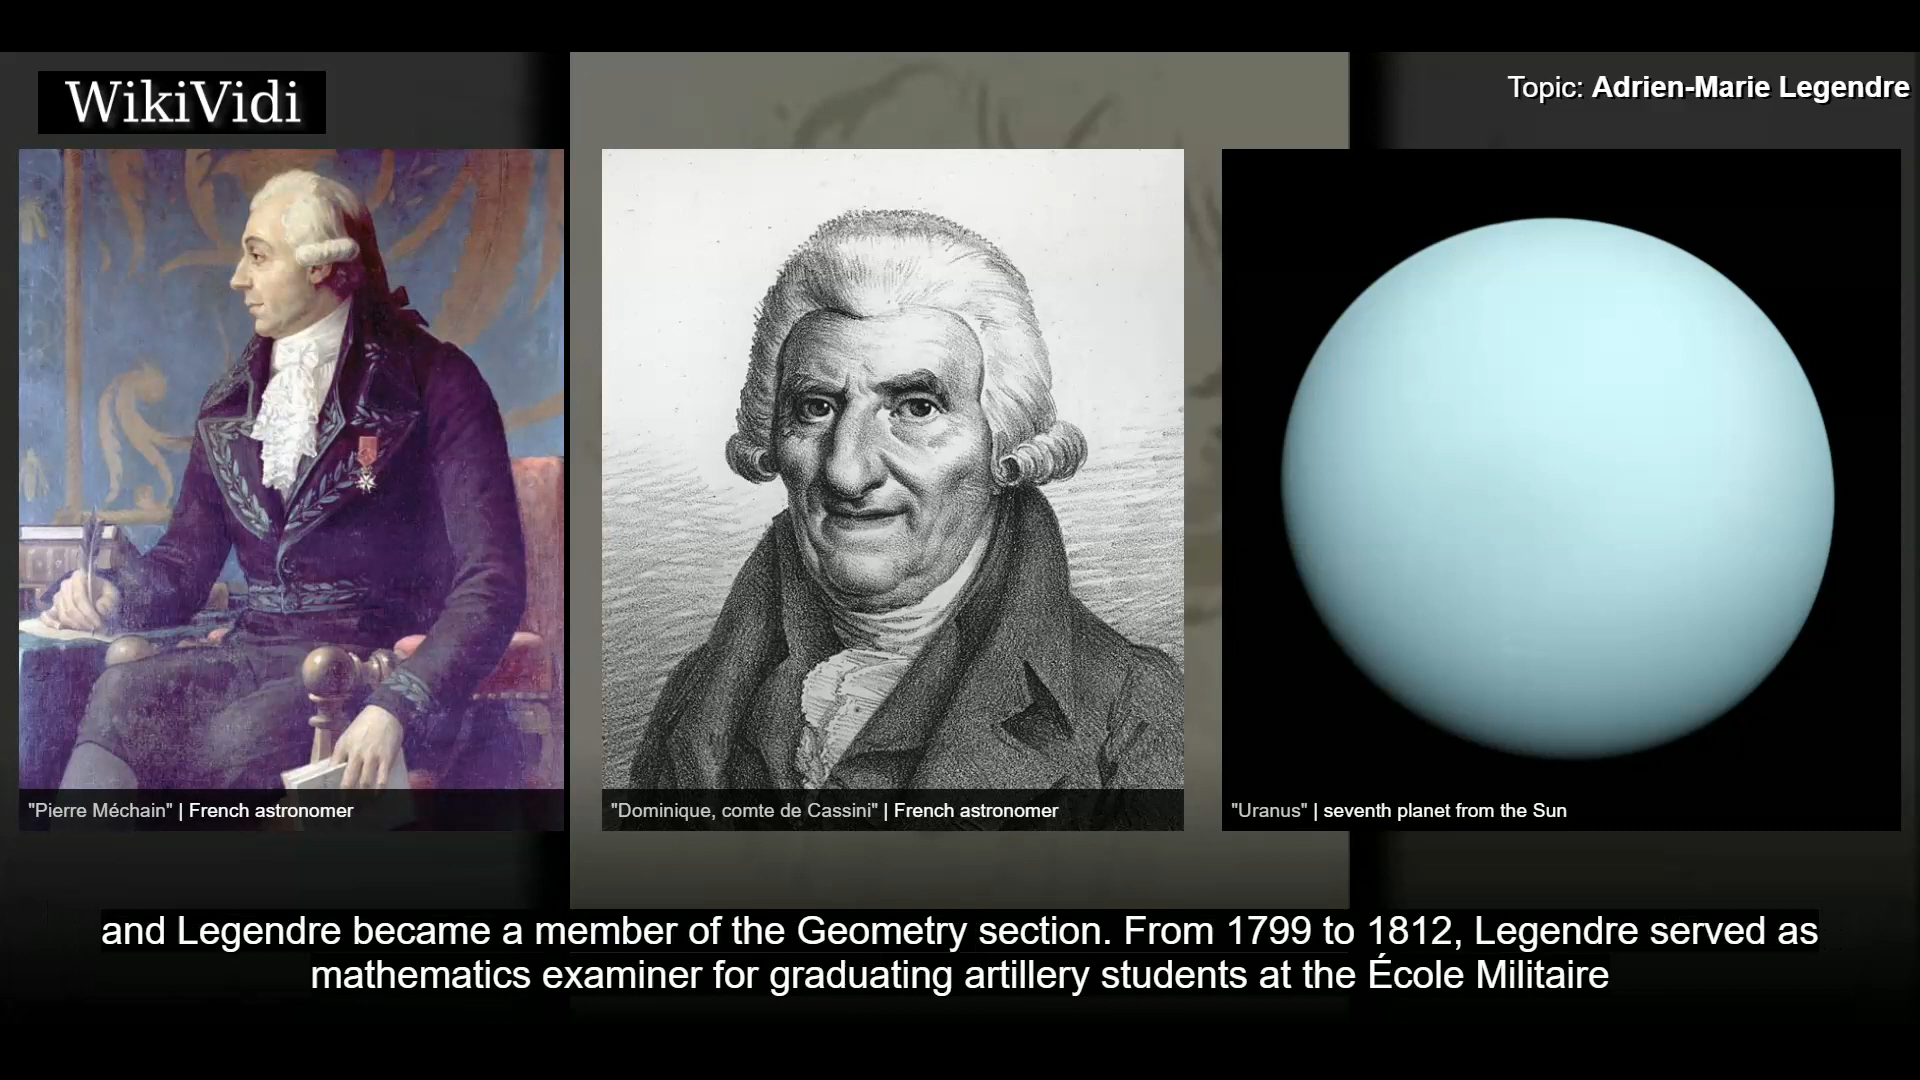 WikiVidi
Topic: Adrien-Marie Legendre
"Pierre Méchain" | French astronomer
"Dominique, comte de Cassini" | French astronomer
"Uranus" | seventh planet from the Sun
and Legendre became a member of the Geometry section. From 1799 to 1812, Legendre served as
mathematics examiner for graduating artillery students at the École Militaire